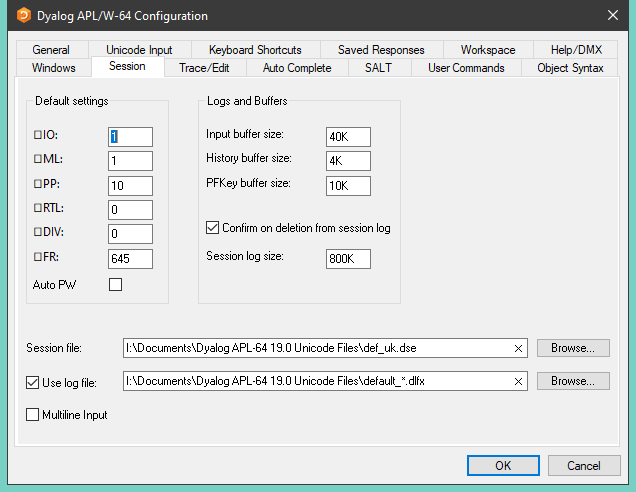 Dyalog APL/W-64 Configuration
General Unicode Input Keyboard Shortcuts Saved Responses Workspace Help/DMX
Windows Session Trace/Edit Auto Complete SALT User Commands Object Syntax
Default settings
⎕IO: 1
⎕ML: 1
⎕PP: 10
⎕RTL: 0
⎕DIV: 0
⎕FR: 645
Auto PW
Logs and Buffers
Input buffer size: 40K
History buffer size: 4K
PFKey buffer size: 10K
Confirm on deletion from session log
Session log size: 800K
Session file: I:\Documents\Dyalog APL-64 19.0 Unicode Files\def_uk.dse Browse...
Use log file: I:\Documents\Dyalog APL-64 19.0 Unicode Files\default_*.dlfx Browse...
Multiline Input
OK Cancel